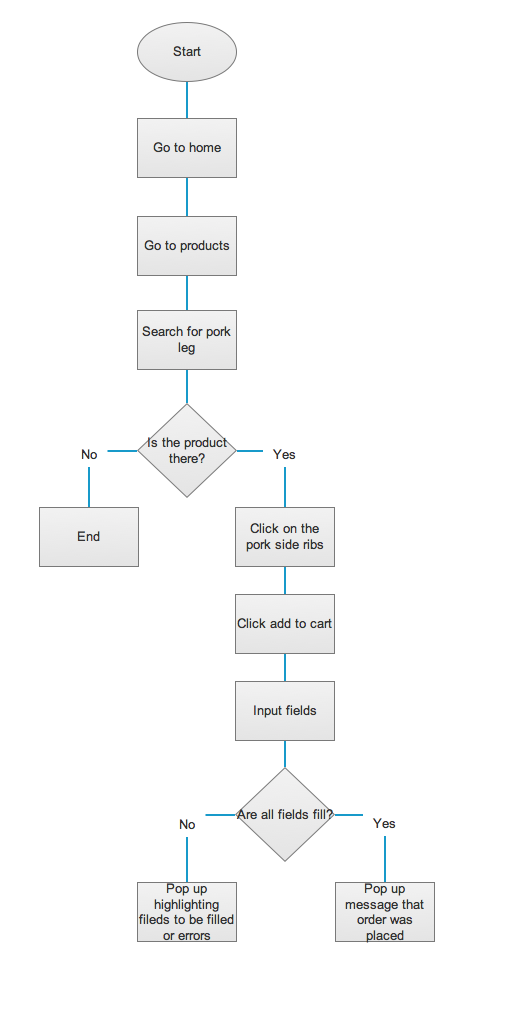 Start
Go to home
Go to products
Search for pork
leg
Is the product
there?
No
Yes
End
Click on the
pork side ribs
Click add to cart
Input fields
Are all fields fill?
No
Yes
Pop up
highlighting
fileds to be filled
or errors
Pop up
message that
order was
placed